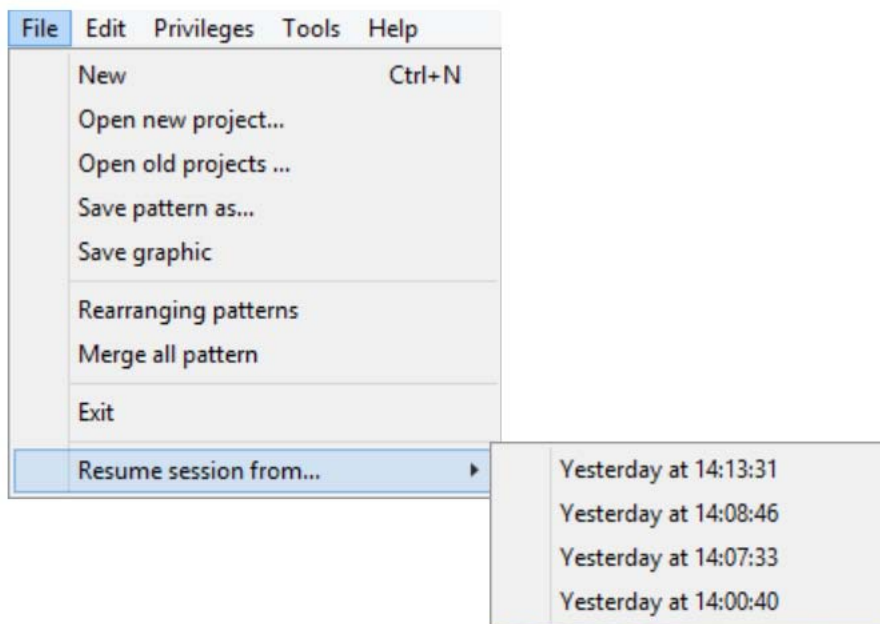 File Edit Privileges Tools Help
New Ctrl+N
Open new project...
Open old projects ...
Save pattern as...
Save graphic
Rearranging patterns
Merge all pattern
Exit
Resume session from...
Yesterday at 14:13:31
Yesterday at 14:08:46
Yesterday at 14:07:33
Yesterday at 14:00:40